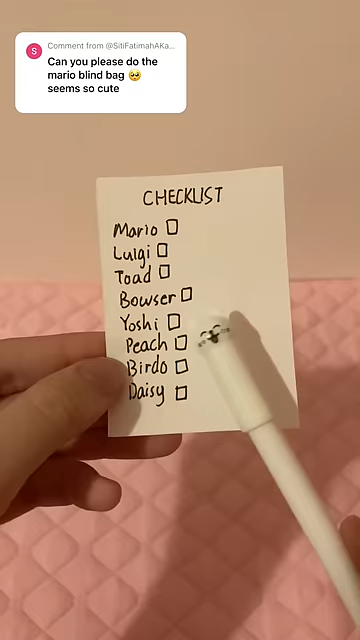 S
Comment from @SitiFatimahAKa...
Can you please do the
mario blind bag 🥺
seems so cute
CHECKLIST
Mario
Luigi
Toad
Bowser
Yoshi
Peach
Birdo
Daisy